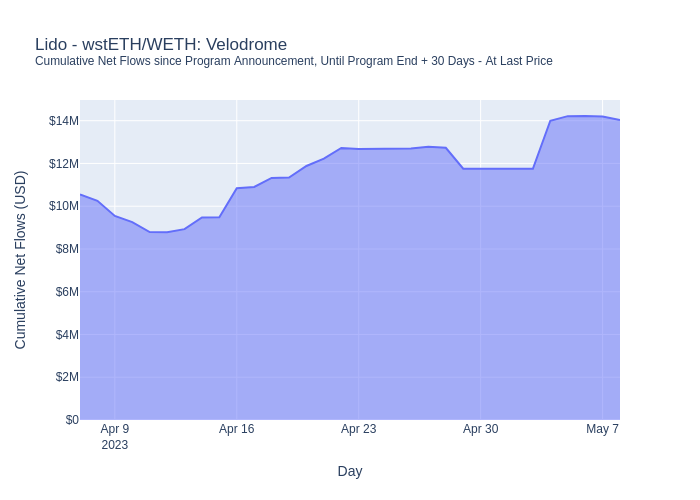 Lido - wstETH/WETH: Velodrome
Cumulative Net Flows since Program Announcement, Until Program End + 30 Days - At Last Price
Cumulative Net Flows (USD)
$14M
$12M
$10M
$8M
$6M
$4M
$2M
$0
Apr 9
2023
Apr 16
Apr 23
Apr 30
May 7
Day